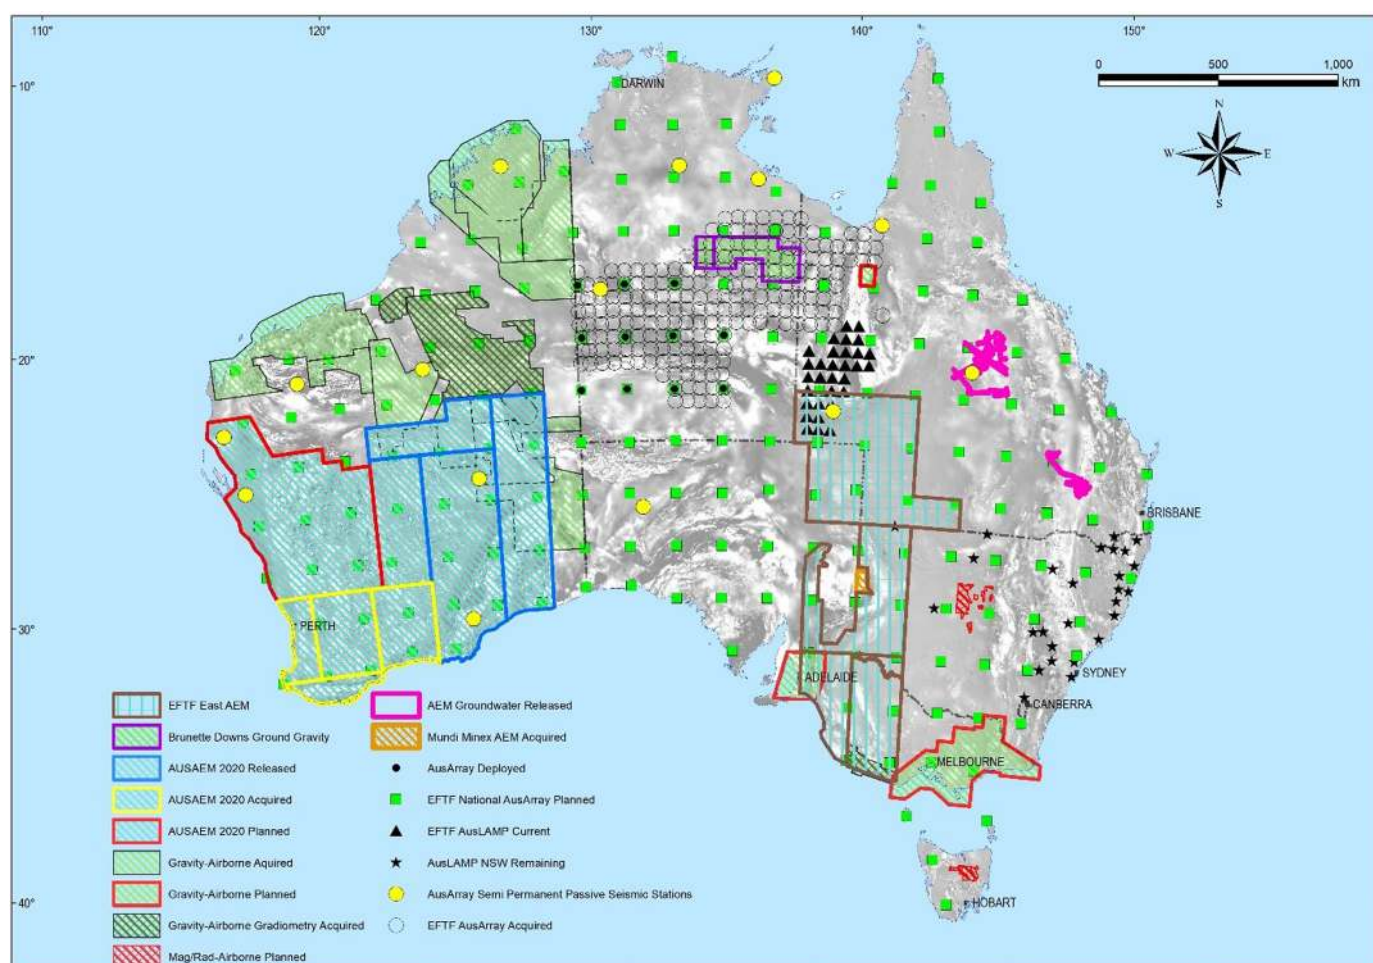 110° 120° 130° 140° 150°
0 500 1,000
km
10°
DARWIN
N
W E
S
20°
BRISBANE
30°
PERTH
SYDNEY
ADELAIDE
CANBERRA
MELBOURNE
40°
HOBART
EFTF East AEM
Brunette Downs Ground Gravity
AUSAEM 2020 Released
AUSAEM 2020 Acquired
AUSAEM 2020 Planned
Gravity-Airborne Aquired
Gravity-Airborne Planned
Gravity-Airborne Gradiometry Acquired
Mag/Rad-Airborne Planned
AEM Groundwater Released
Mundi Minex AEM Acquired
AusArray Deployed
EFTF National AusArray Planned
EFTF AusLAMP Current
AusLAMP NSW Remaining
AusArray Semi Permanent Passive Seismic Stations
EFTF AusArray Acquired